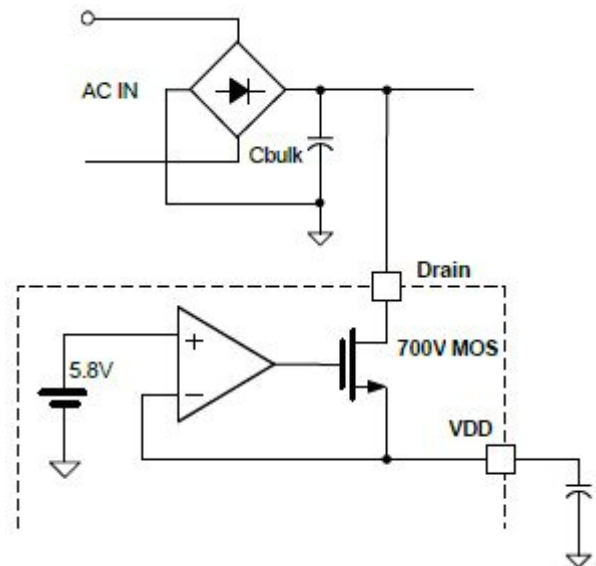 AC IN
Cbulk
Drain
+
700V MOS
5.8V
−
VDD